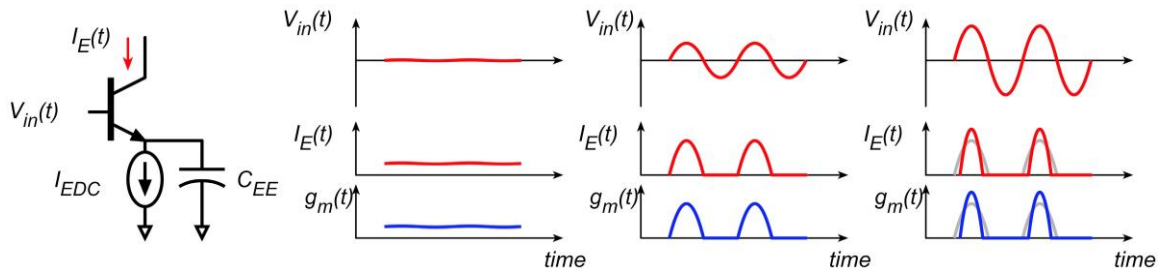 I_E(t)
V_in(t)
I_EDC
C_EE
V_in(t)
I_E(t)
g_m(t)
time
V_in(t)
I_E(t)
g_m(t)
time
V_in(t)
I_E(t)
g_m(t)
time